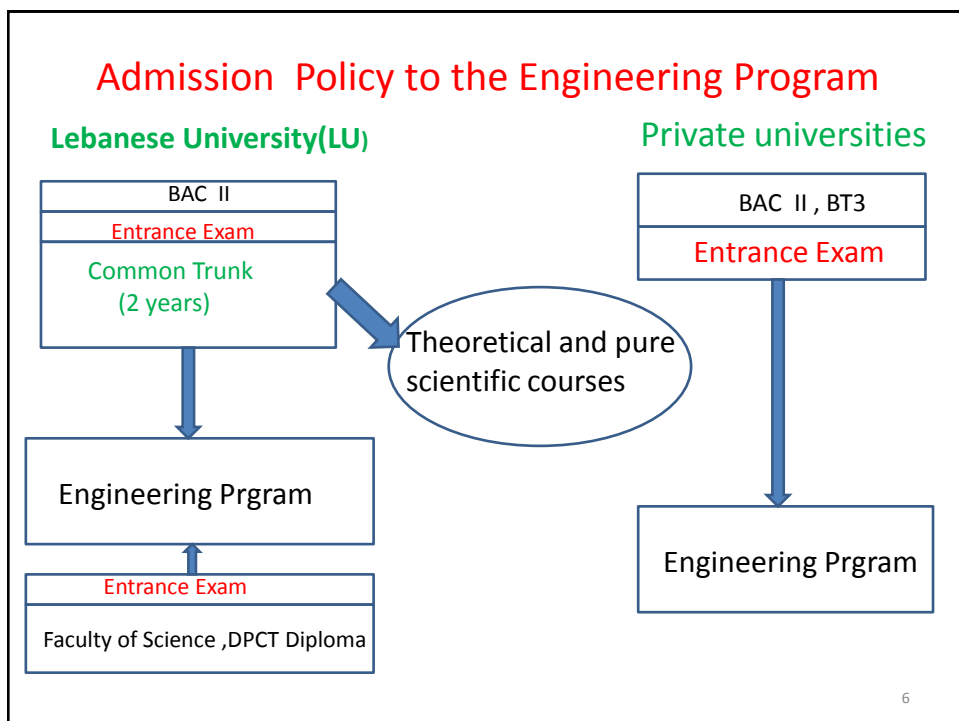 Admission Policy to the Engineering Program
Lebanese University(LU)
BAC II
Entrance Exam
Common Trunk
(2 years)
Theoretical and pure
scientific courses
Engineering Prgram
Entrance Exam
Faculty of Science ,DPCT Diploma
Private universities
BAC II , BT3
Entrance Exam
Engineering Prgram
6